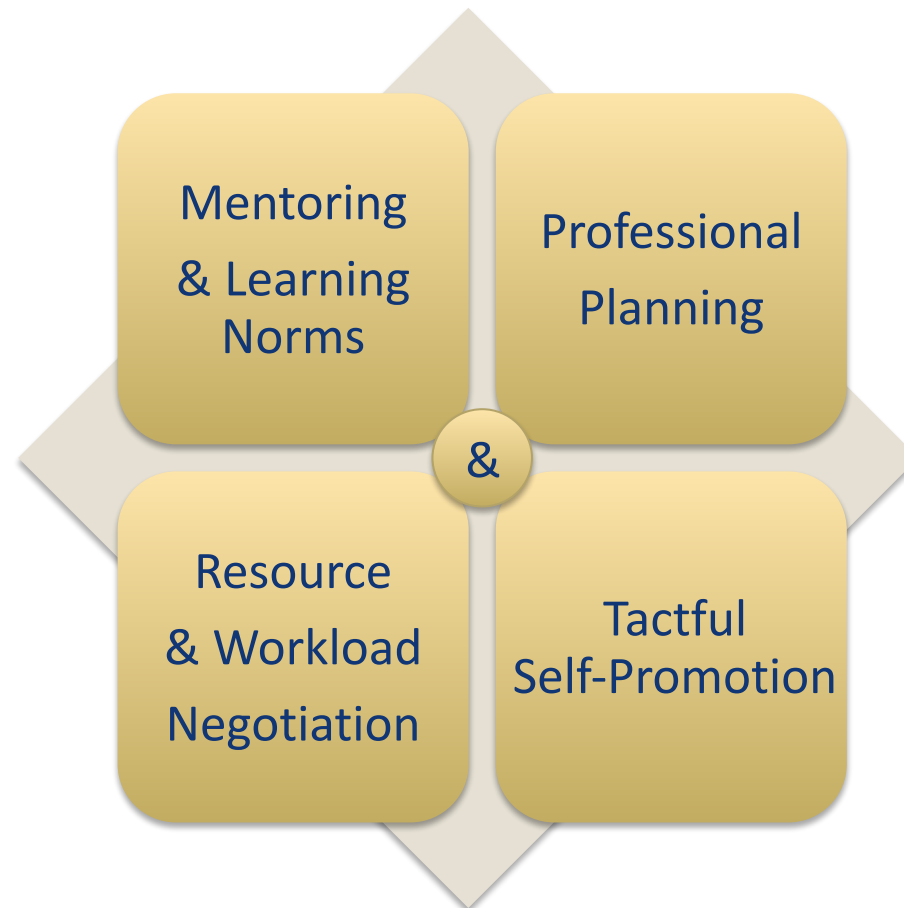 Mentoring
& Learning
Norms
Professional
Planning
&
Resource
& Workload
Negotiation
Tactful
Self-Promotion